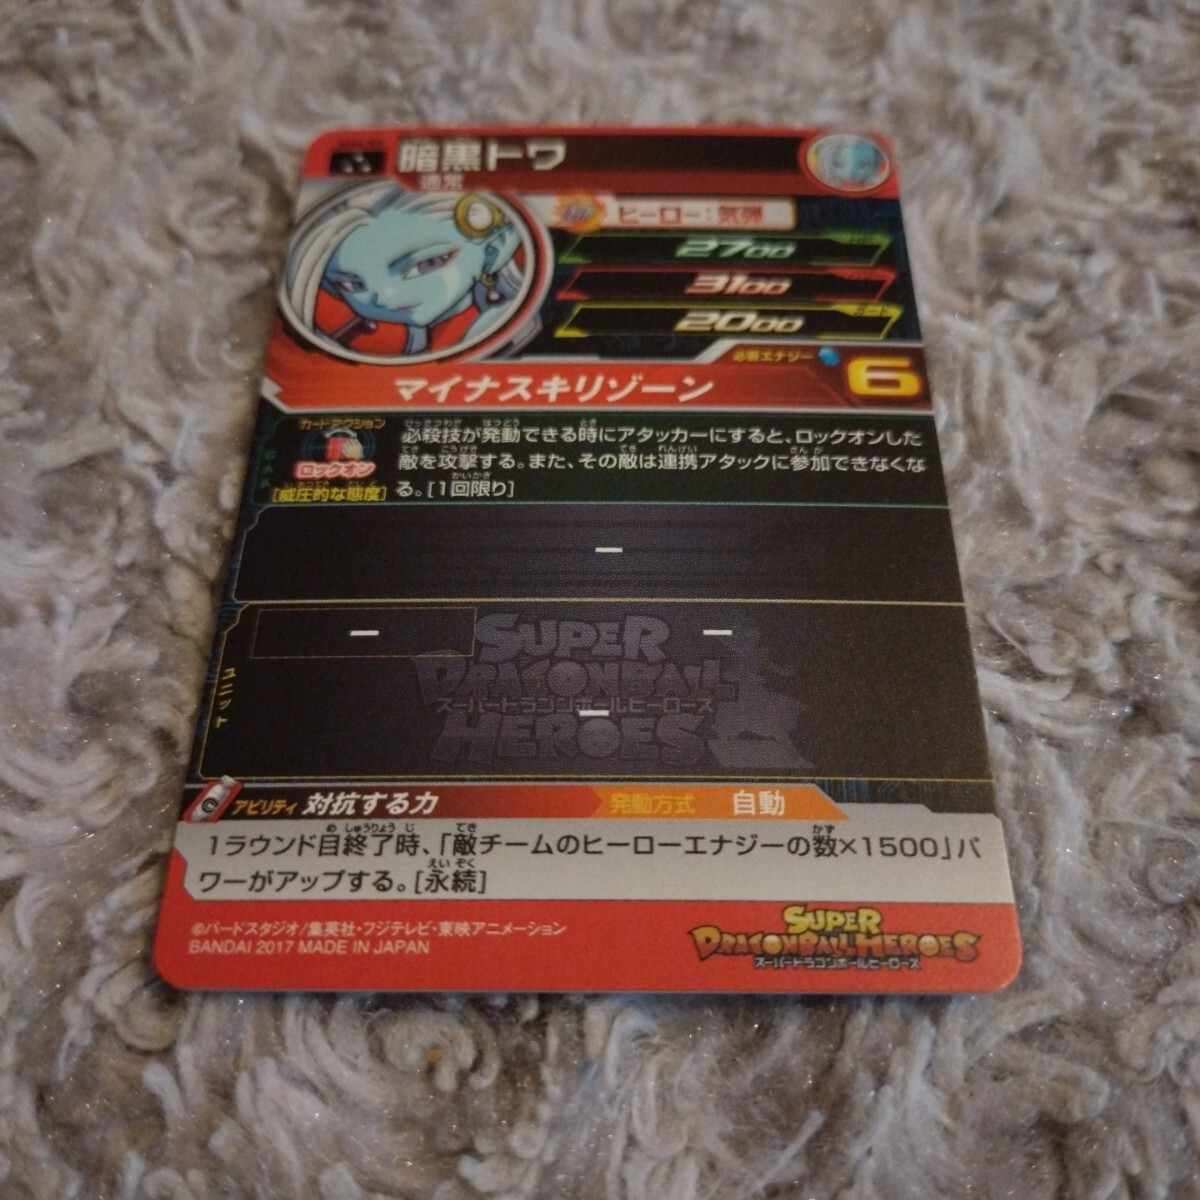 暗黒トワ
通常
ヒーロー:気弾
2700
3100
ガード
2000
必要エナジー
6
マイナスキリゾーン
カードアクション
ロックオン
[威圧的な態度]
CAA
必殺技が発動できる時にアタッカーにすると、ロックオンした
敵を攻撃する。また、その敵は連携アタックに参加できなくな
る。[1回限り]
ー
ー
ー
ー
ユニット
SUPER
DRAGONBALL
スーパードラゴンボールヒーローズ
HEROES
アビリティ 対抗する力
発動方式 自動
1ラウンド目終了時、「敵チームのヒーローエナジーの数×1500」パ
ワーがアップする。[永続]
©バードスタジオ/集英社・フジテレビ・東映アニメーション
BANDAI 2017 MADE IN JAPAN
SUPER
DRAGONBALL HEROES
スーパードラゴンボールヒーローズ